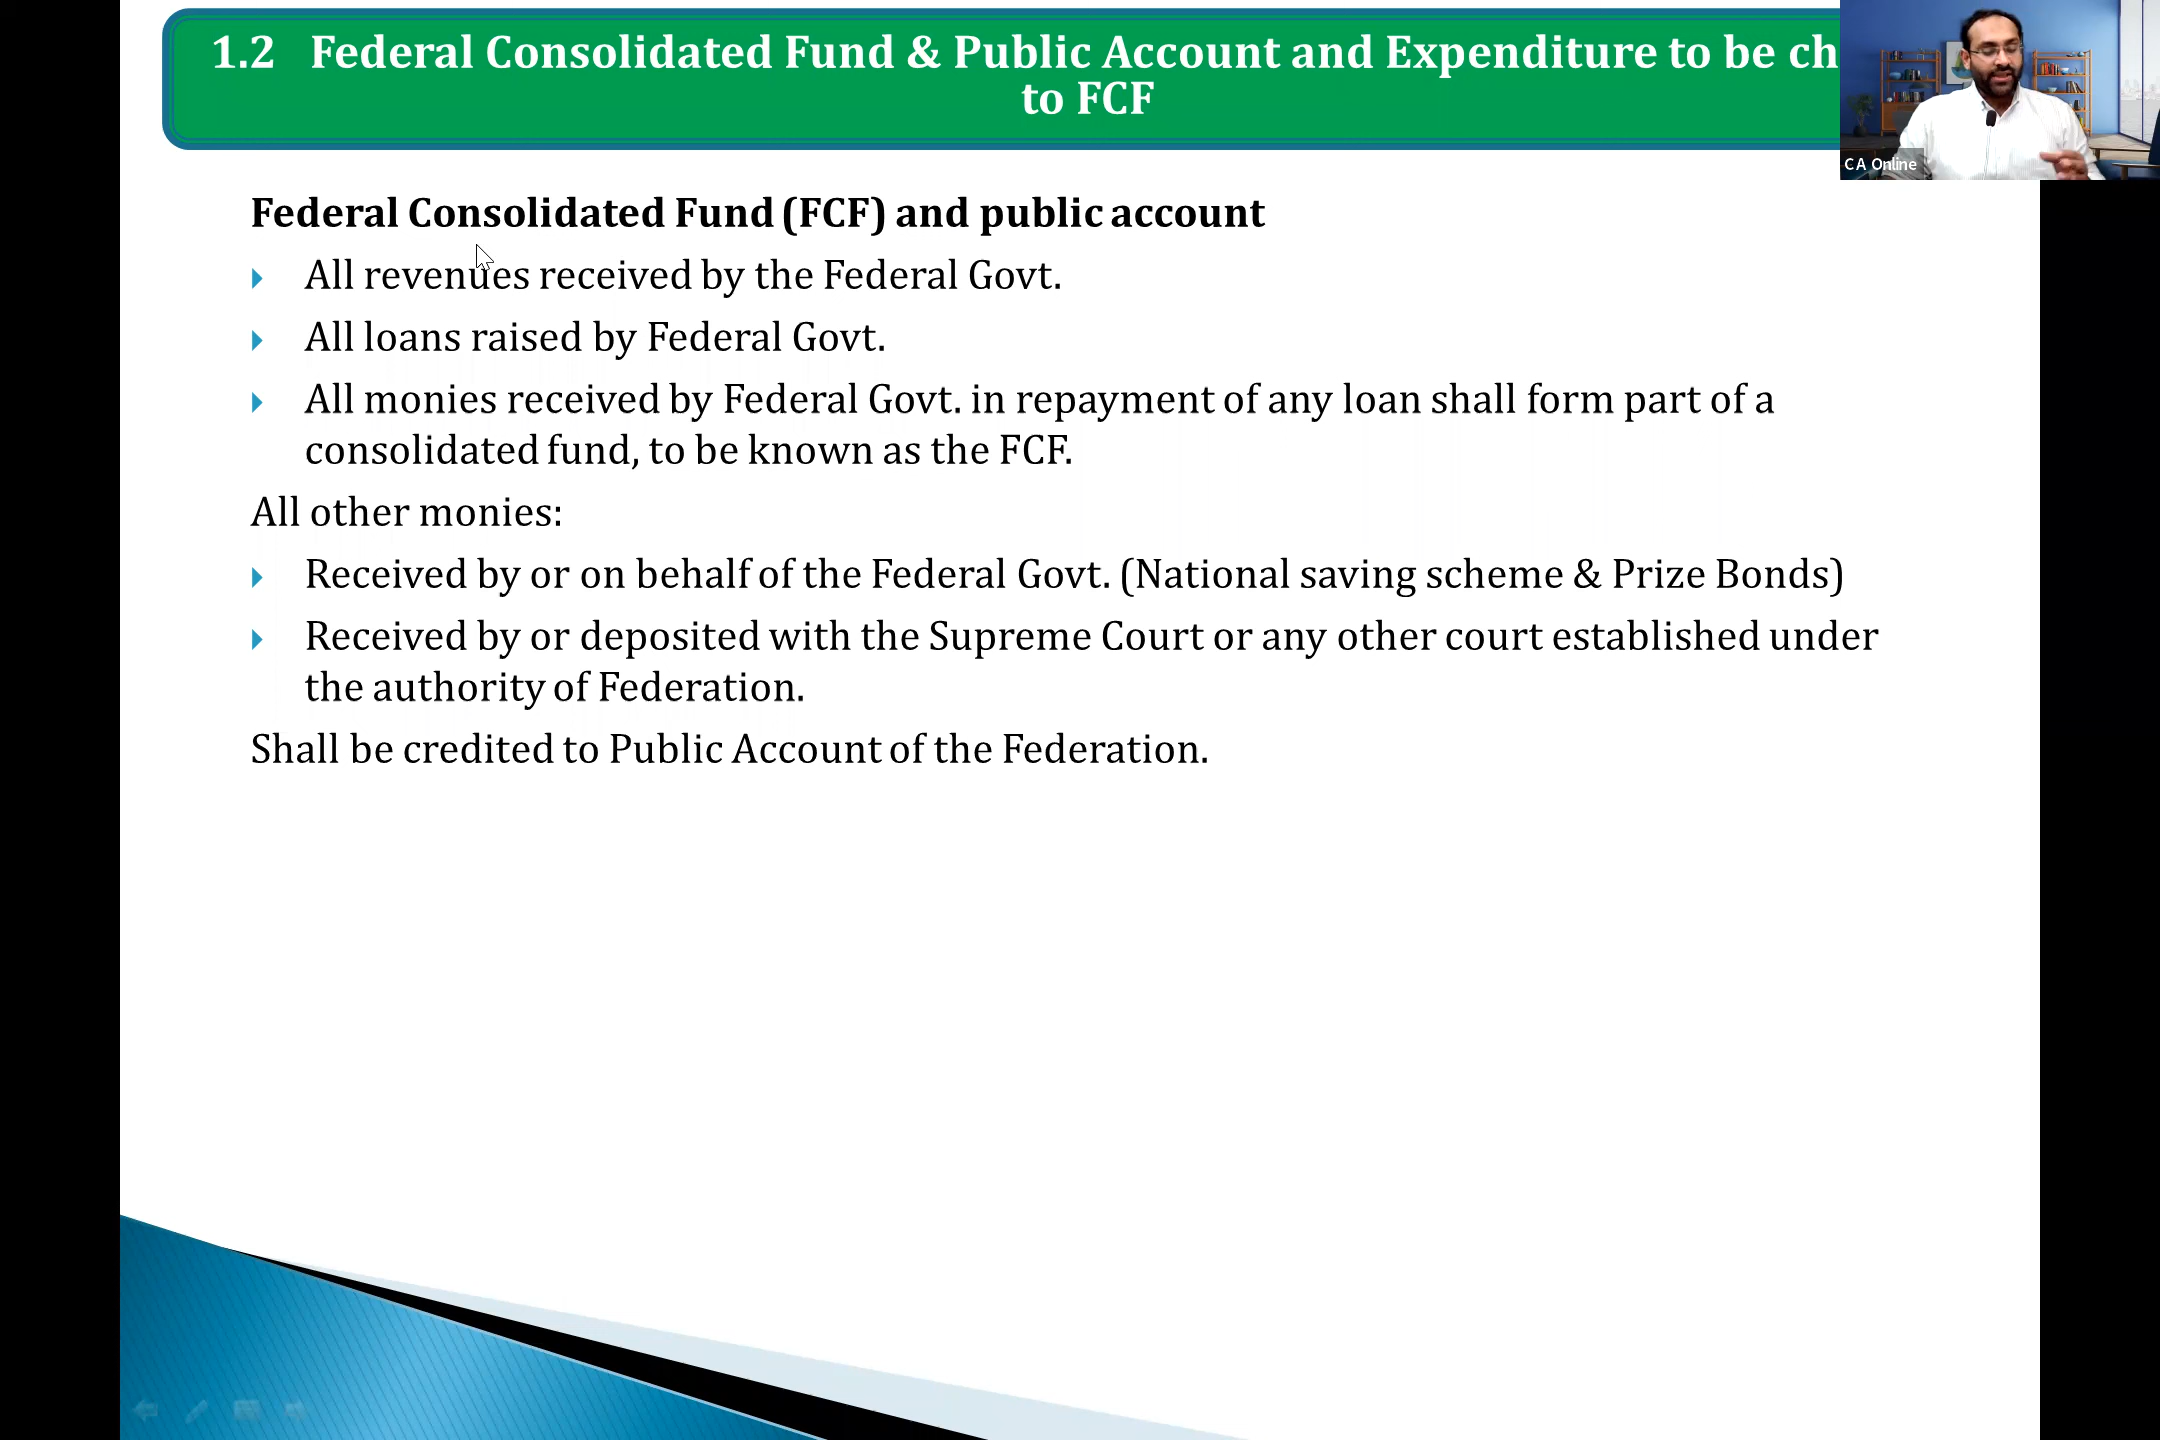 1.2 Federal Consolidated Fund & Public Account and Expenditure to be ch
to FCF
C A Online
Federal Consolidated Fund (FCF) and public account
All revenues received by the Federal Govt.
All loans raised by Federal Govt.
All monies received by Federal Govt. in repayment of any loan shall form part of a
consolidated fund, to be known as the FCF.
All other monies:
Received by or on behalf of the Federal Govt. (National saving scheme & Prize Bonds)
Received by or deposited with the Supreme Court or any other court established under
the authority of Federation.
Shall be credited to Public Account of the Federation.